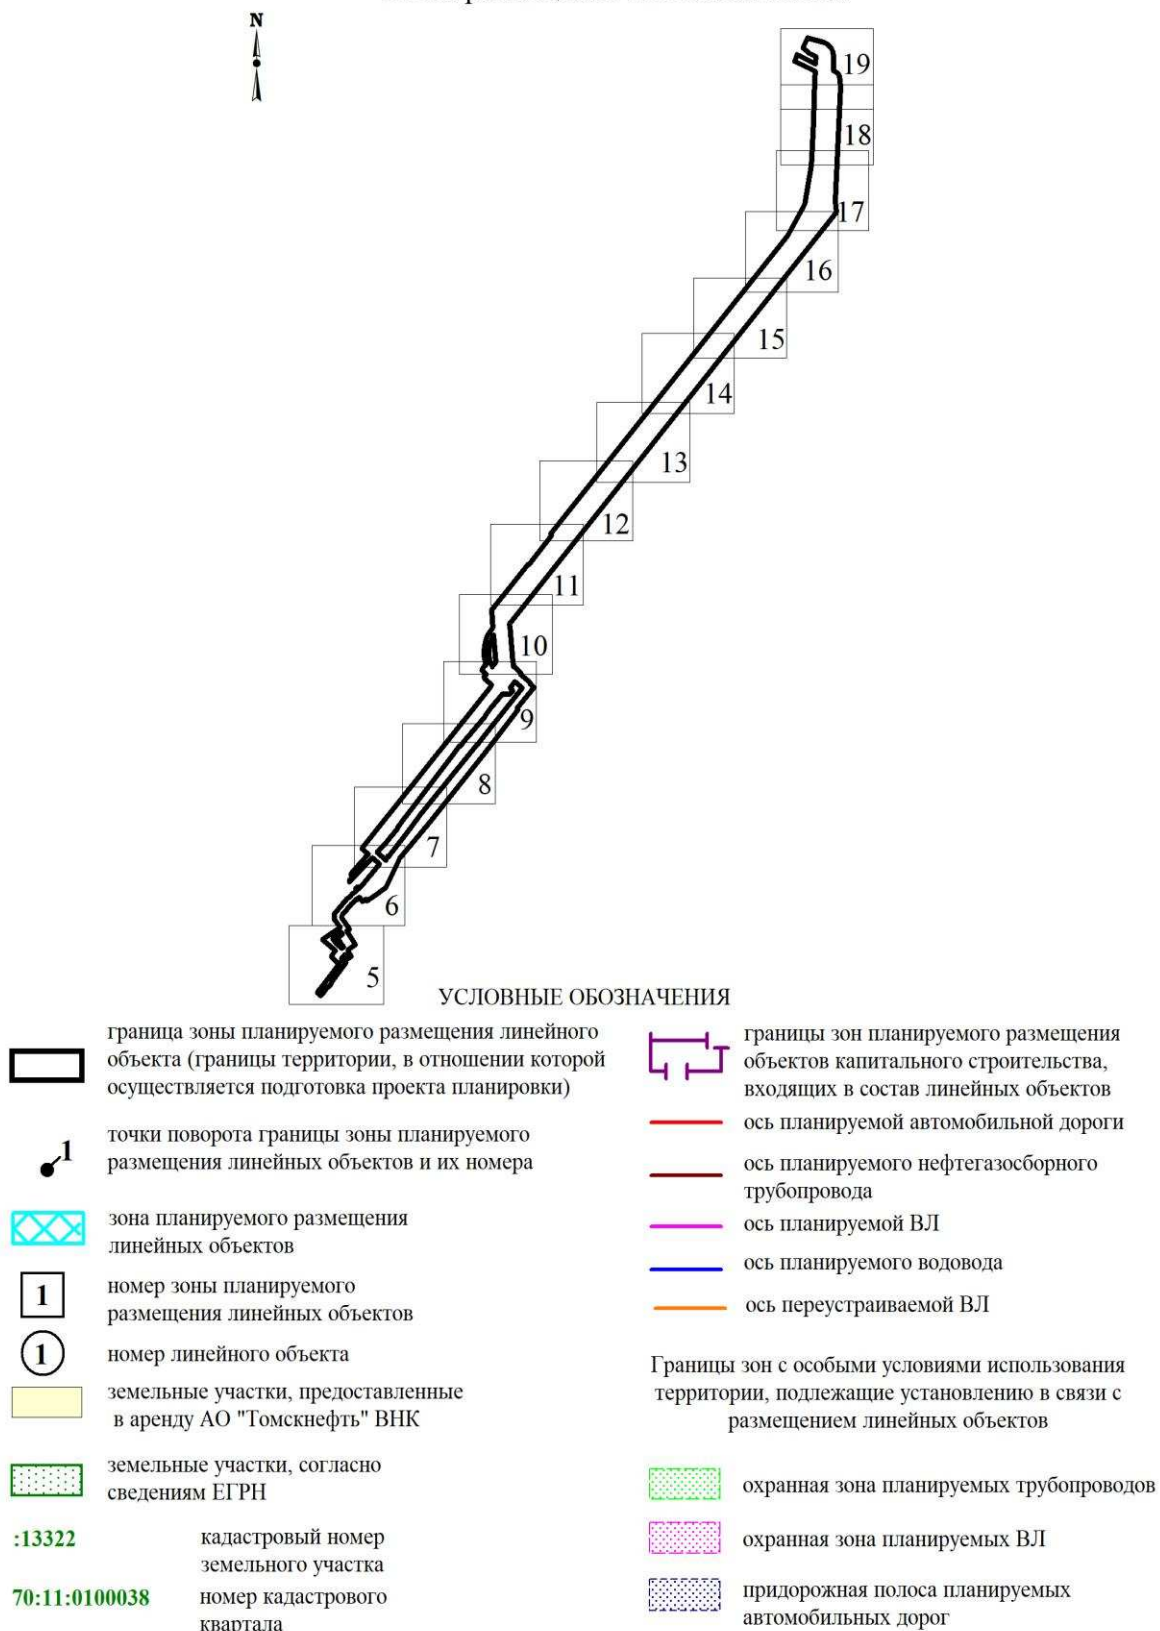 N
19
18
17
16
15
14
13
12
11
10
9
8
7
6
5
УСЛОВНЫЕ ОБОЗНАЧЕНИЯ
граница зоны планируемого размещения линейного
объекта (границы территории, в отношении которой
осуществляется подготовка проекта планировки)
1
точки поворота границы зоны планируемого
размещения линейных объектов и их номера
зона планируемого размещения
линейных объектов
1
номер зоны планируемого
размещения линейных объектов
1
номер линейного объекта
земельные участки, предоставленные
в аренду АО "Томскнефть" ВНК
земельные участки, согласно
сведениям ЕГРН
:13322
кадастровый номер
земельного участка
70:11:0100038
номер кадастрового
квартала
границы зон планируемого размещения
объектов капитального строительства,
входящих в состав линейных объектов
ось планируемой автомобильной дороги
ось планируемого нефтегазосборного
трубопровода
ось планируемой ВЛ
ось планируемого водовода
ось переустраиваемой ВЛ
Границы зон с особыми условиями использования
территории, подлежащие установлению в связи с
размещением линейных объектов
охранная зона планируемых трубопроводов
охранная зона планируемых ВЛ
придорожная полоса планируемых
автомобильных дорог